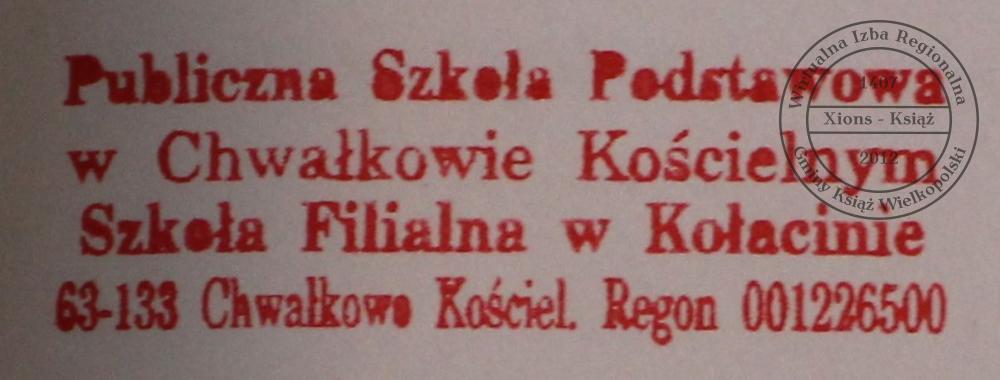 Publiczna Szkoła Podstawowa
w Chwałkowie Kościelnym
Szkoła Filialna w Kołacinie
63-133 Chwałkowo Kościel. Regon 001226500
Wirtualna Izba Regionalna
1407
Xions - Książ
2012
Gminy Książ Wielkopolski